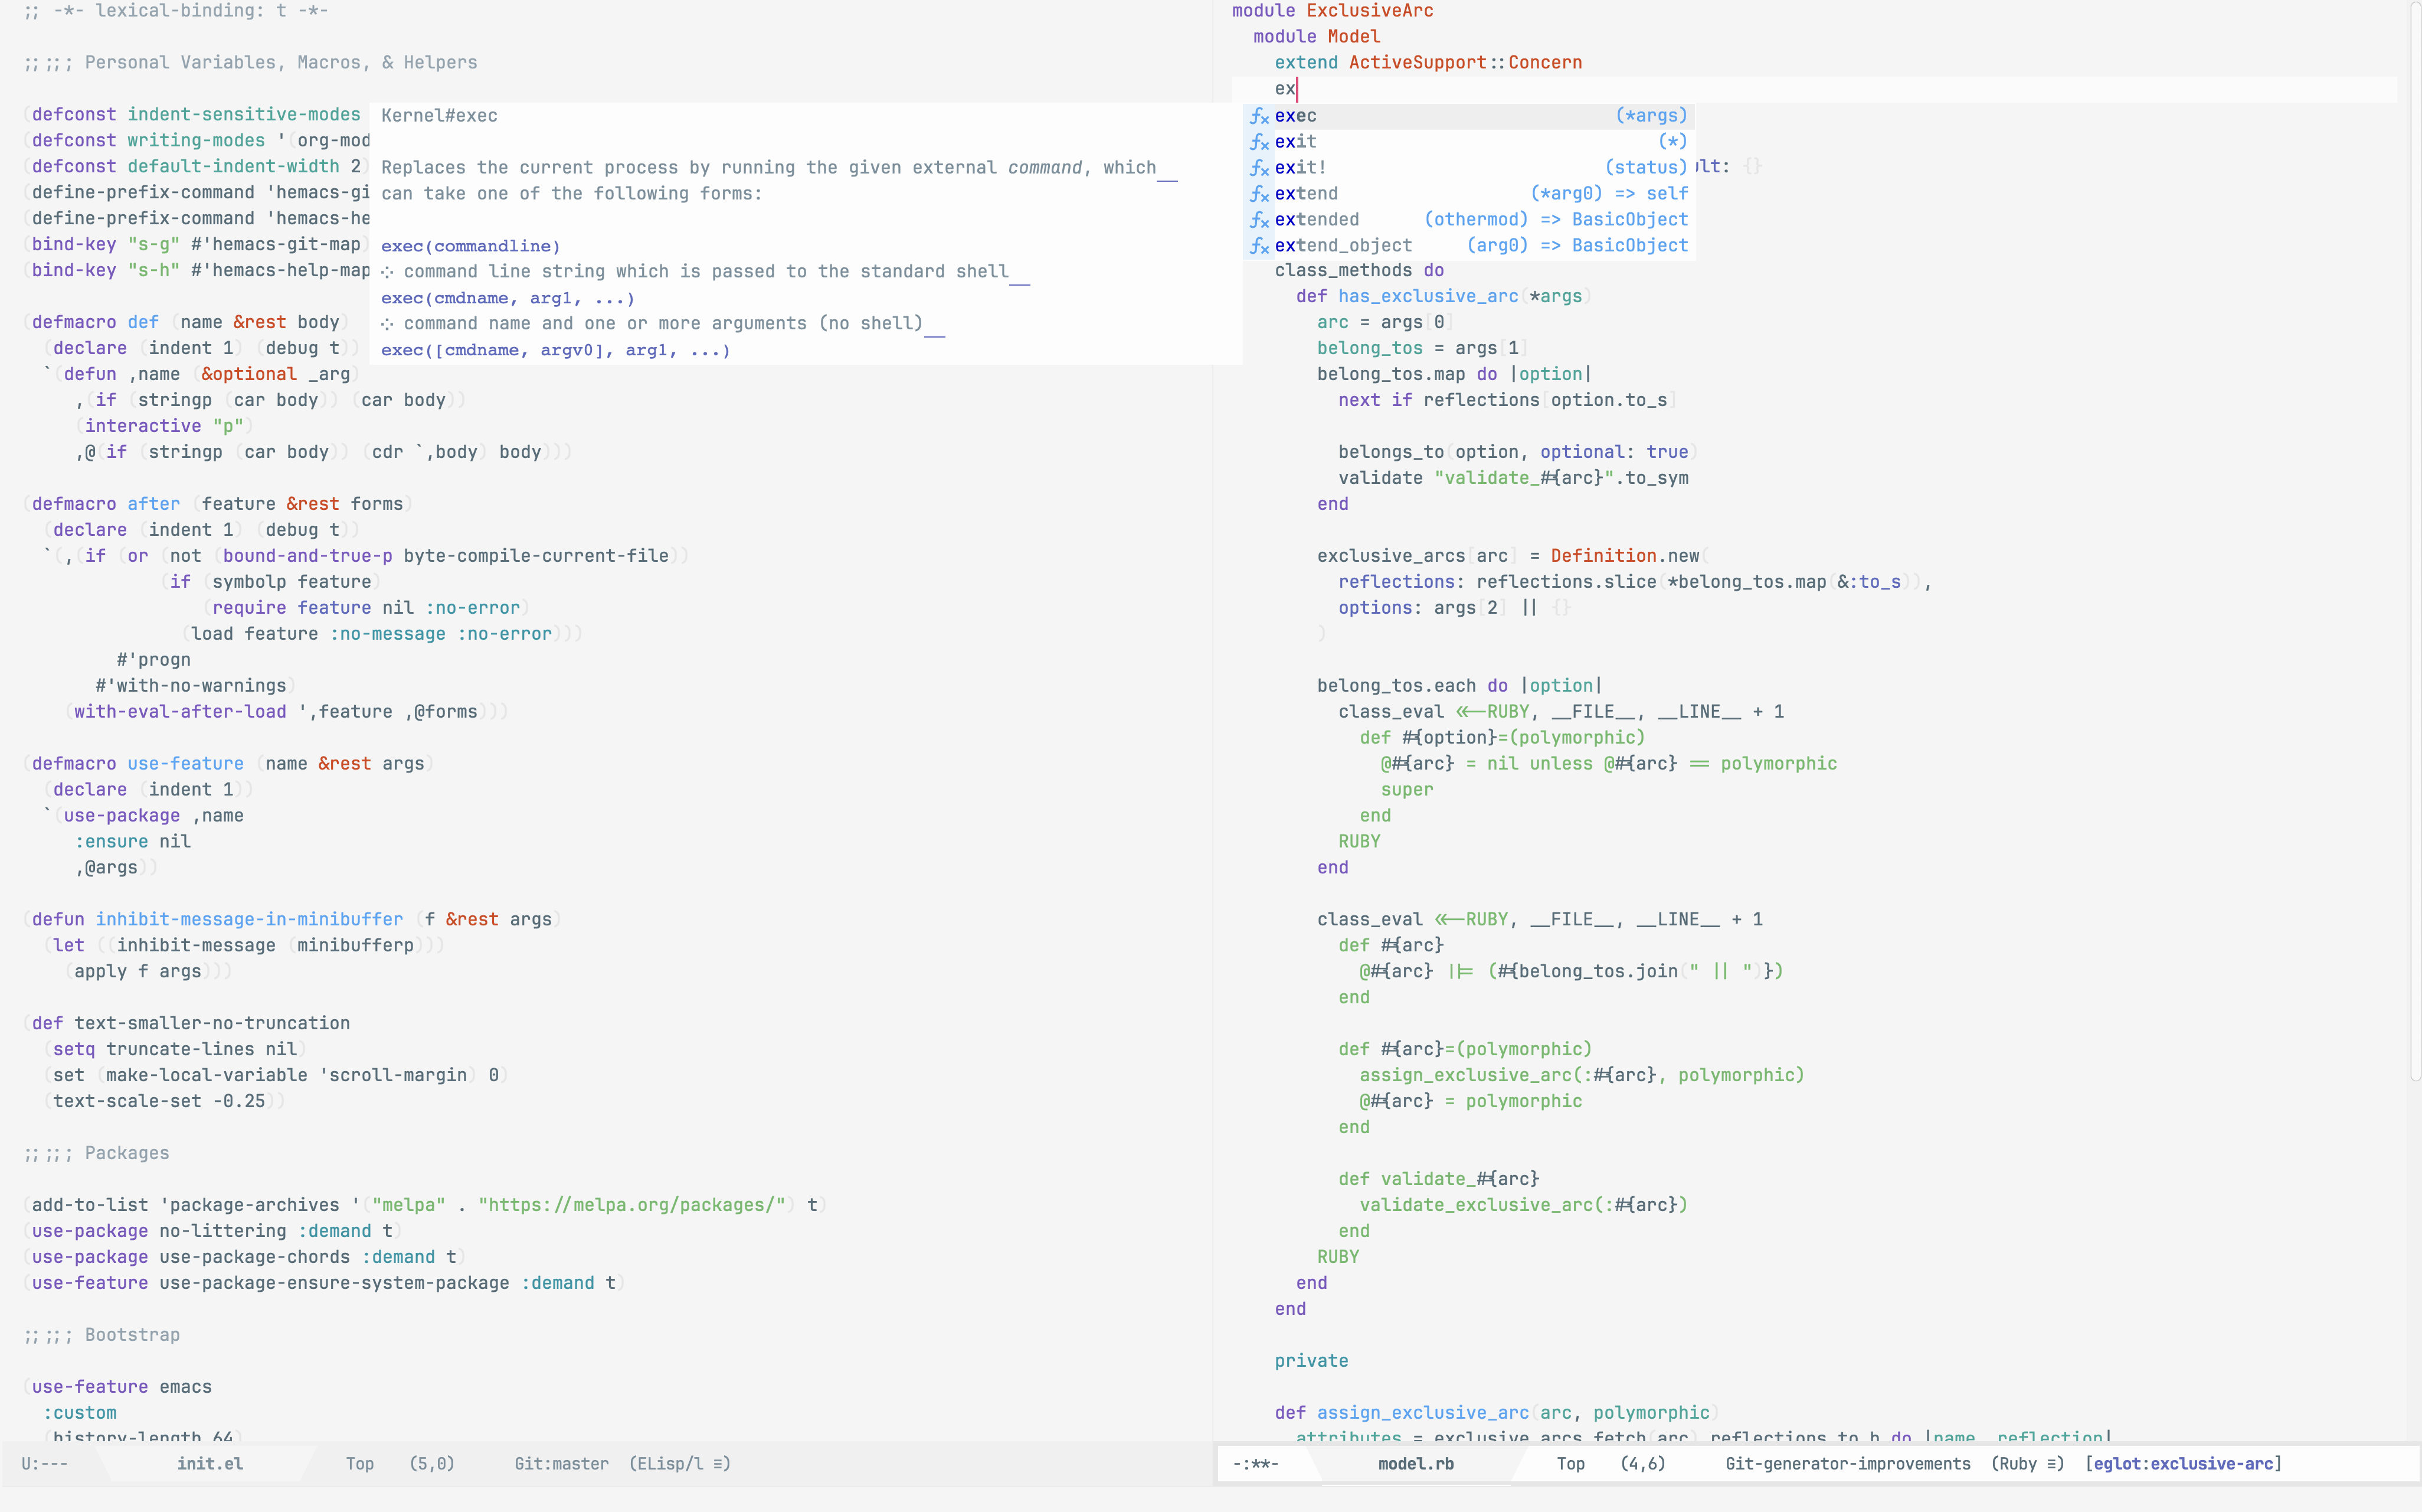 ;; -*- lexical-binding: t -*-

;;;;; Personal Variables, Macros, & Helpers

(defconst indent-sensitive-modes
(defconst writing-modes '(org-mod
(defconst default-indent-width 2)
(define-prefix-command 'hemacs-gi
(define-prefix-command 'hemacs-he
(bind-key "s-g" #'hemacs-git-map)
(bind-key "s-h" #'hemacs-help-map

(defmacro def (name &rest body)
  (declare (indent 1) (debug t))
  `(defun ,name (&optional _arg)
     ,(if (stringp (car body)) (car body))
     (interactive "p")
     ,@(if (stringp (car body)) (cdr `,body) body)))

(defmacro after (feature &rest forms)
  (declare (indent 1) (debug t))
  `(,(if (or (not (bound-and-true-p byte-compile-current-file))
             (if (symbolp feature)
                 (require feature nil :no-error)
               (load feature :no-message :no-error)))
         #'progn
       #'with-no-warnings)
    (with-eval-after-load ',feature ,@forms)))

(defmacro use-feature (name &rest args)
  (declare (indent 1))
  `(use-package ,name
     :ensure nil
     ,@args))

(defun inhibit-message-in-minibuffer (f &rest args)
  (let ((inhibit-message (minibufferp)))
    (apply f args)))

(def text-smaller-no-truncation
  (setq truncate-lines nil)
  (set (make-local-variable 'scroll-margin) 0)
  (text-scale-set -0.25))

;;;;; Packages

(add-to-list 'package-archives '("melpa" . "https://melpa.org/packages/") t)
(use-package no-littering :demand t)
(use-package use-package-chords :demand t)
(use-feature use-package-ensure-system-package :demand t)

;;;;; Bootstrap

(use-feature emacs
  :custom
  (history-length 64)
U:--- init.el Top (5,0) Git:master (ELisp/l ≡)
Kernel#exec

Replaces the current process by running the given external command, which__
can take one of the following forms:

exec(commandline)
⁘ command line string which is passed to the standard shell__
exec(cmdname, arg1, ...)
⁘ command name and one or more arguments (no shell)__
exec([cmdname, argv0], arg1, ...)
module ExclusiveArc
  module Model
    extend ActiveSupport::Concern
    ex
fx exec (*args)
fx exit (*)
fx exit! (status)
fx extend (*arg0) => self
fx extended (othermod) => BasicObject
fx extend_object (arg0) => BasicObject
ult: {}
    class_methods do
      def has_exclusive_arc(*args)
        arc = args[0]
        belong_tos = args[1]
        belong_tos.map do |option|
          next if reflections[option.to_s]

          belongs_to(option, optional: true)
          validate "validate_#{arc}".to_sym
        end

        exclusive_arcs[arc] = Definition.new(
          reflections: reflections.slice(*belong_tos.map(&:to_s)),
          options: args[2] || {}
        )

        belong_tos.each do |option|
          class_eval <<-RUBY, __FILE__, __LINE__ + 1
            def #{option}=(polymorphic)
              @#{arc} = nil unless @#{arc} == polymorphic
              super
            end
          RUBY
        end

        class_eval <<-RUBY, __FILE__, __LINE__ + 1
          def #{arc}
            @#{arc} ||= (#{belong_tos.join(" || ")})
          end

          def #{arc}=(polymorphic)
            assign_exclusive_arc(:#{arc}, polymorphic)
            @#{arc} = polymorphic
          end

          def validate_#{arc}
            validate_exclusive_arc(:#{arc})
          end
        RUBY
      end
    end

    private

    def assign_exclusive_arc(arc, polymorphic)
      attributes = exclusive_arcs.fetch(arc).reflections.to_h do |name, reflection|
-:**- model.rb Top (4,6) Git-generator-improvements (Ruby ≡) [eglot:exclusive-arc]